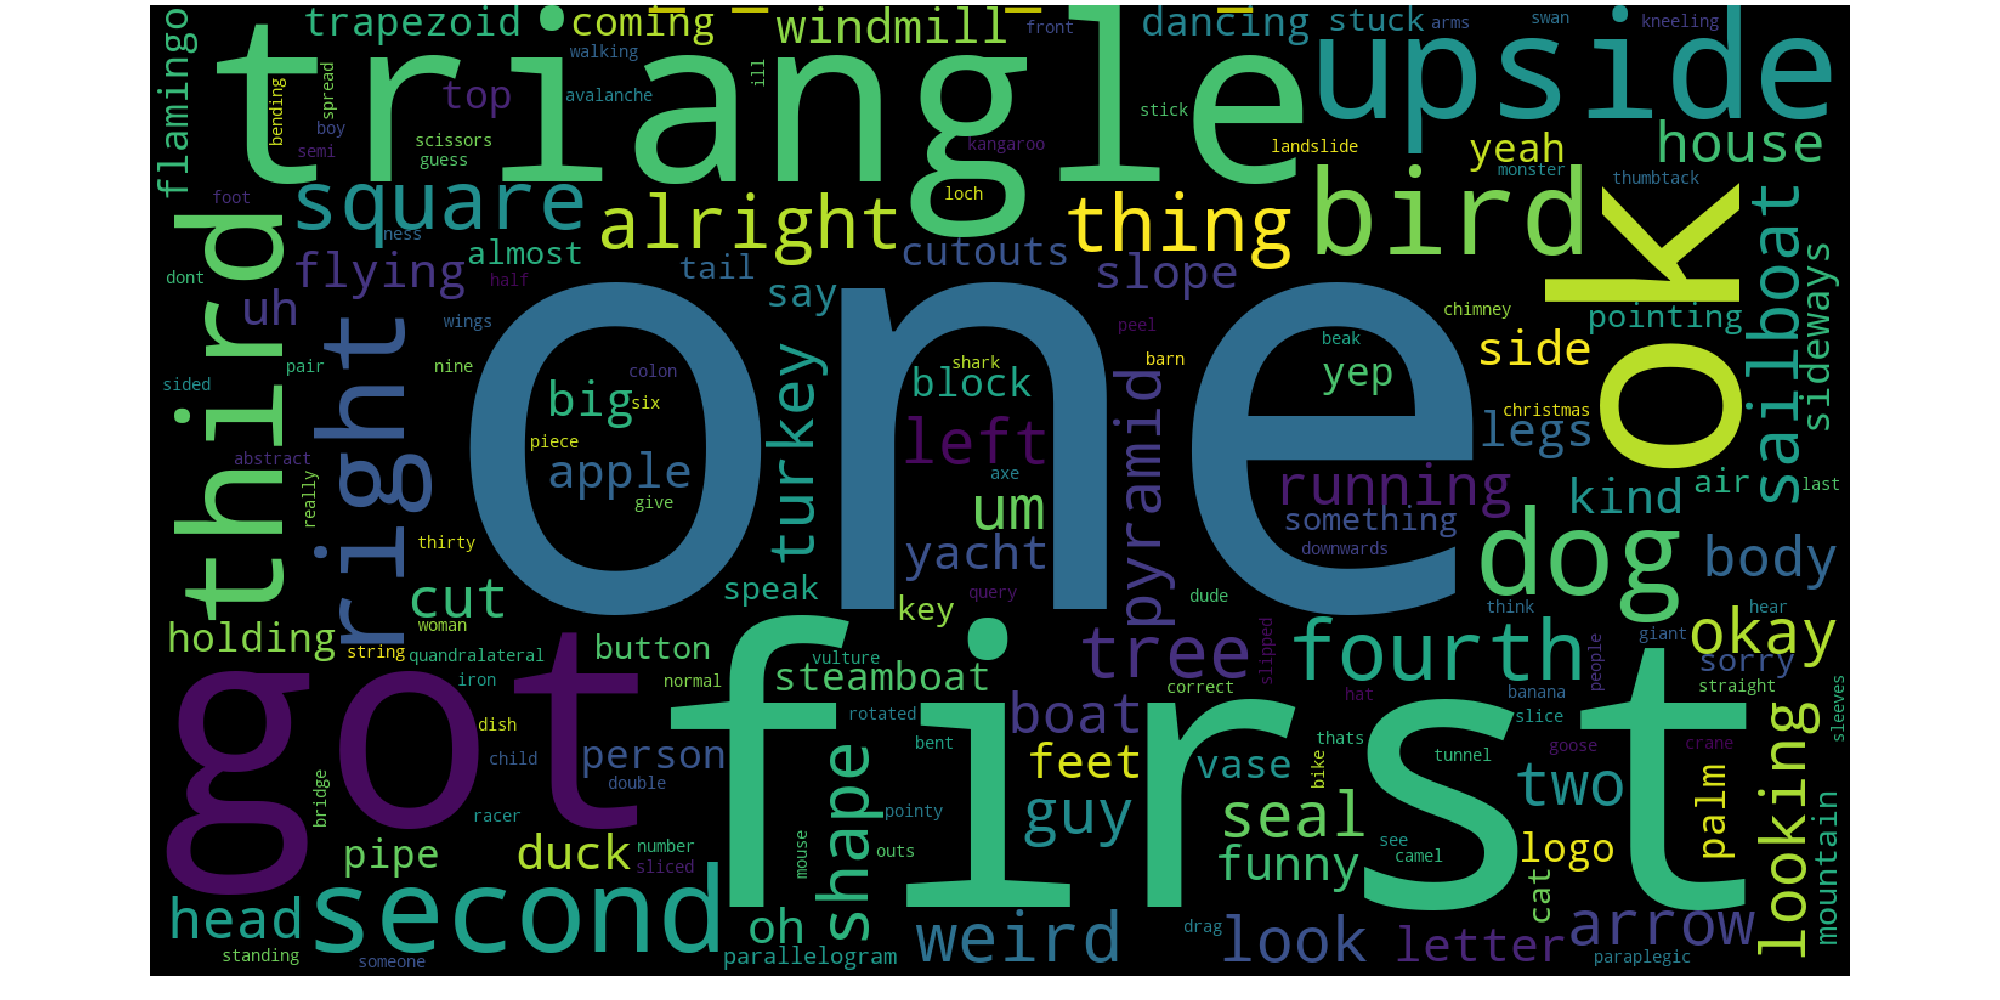 flamingo
trapezoid
coming
windmill
front
dancing
stuck
arms
swan
kneeling
walking
triangle
upside
bending
spread
boy
semi
top
avalanche
ill
scissors
guess
stick
kangaroo
landslide
yeah
house
monster
thumbtack
foot
square
ness
alright
loch
thing
bird
ok
sailboat
third
dont
flying
almost
half
tail
cutouts
slope
sideways
uh
right
wings
say
chimney
pointing
sided
pair
nine
colon
peel
shark
barn
beak
yep
side
one
big
six
turkey
block
pyramid
christmas
legs
piece
apple
give
left
axe
running
kind
air
last
abstract
really
um
something
dog
thirty
yacht
downwards
body
cut
speak
key
query
dude
think
hear
holding
woman
string
quandralateral
button
vulture
tree
slipped
fourth
people
giant
okay
sorry
got
iron
normal
steamboat
correct
hat
banana
straight
first
dish
rotated
boat
slice
looking
sleeves
bridge
child
person
double
shape
bent
feet
vase
bike
thats
tunnel
goose
crane
two
palm
mountain
racer
pointy
guy
seal
pipe
duck
number
sliced
mouse
outs
funny
see
camel
logo
cat
head
second
oh
weird
drag
look
letter
arrow
standing
someone
parallelogram
paraplegic